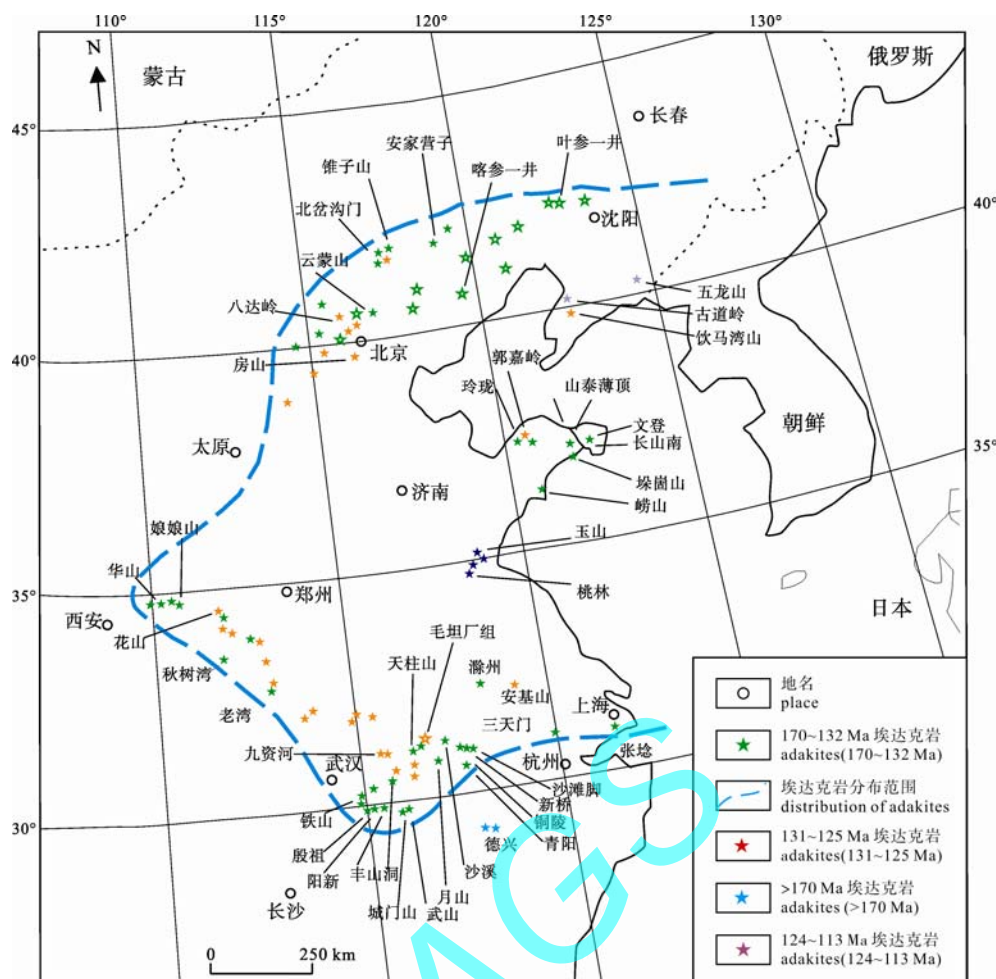 110°
115°
120°
125°
130°
N
蒙古
俄罗斯
45°
长春
安家营子
叶参一井
锥子山
喀参一井
北岔沟门
40°
沈阳
云蒙山
八达岭
五龙山
古道岭
饮马湾山
北京
40°
房山
郭嘉岭
玲珑
山泰薄顶
朝鲜
文登
长山南
35°
太原
垛崮山
济南
崂山
娘娘山
玉山
华山
35°
郑州
桃林
西安
日本
花山
毛坦厂组
天柱山
滁州
秋树湾
安基山
老湾
三天门
上海
九资河
武汉
杭州
张埝
沙滩脚
新桥
铁山
铜陵
30°
德兴
青阳
殷祖
阳新
丰山洞
沙溪
月山
长沙
城门山
武山
0
250 km
AGS
地名
place
170~132 Ma 埃达克岩
adakites(170~132 Ma)
埃达克岩分布范围
distribution of adakites
131~125 Ma 埃达克岩
adakites(131~125 Ma)
>170 Ma 埃达克岩
adakites (>170 Ma)
124~113 Ma 埃达克岩
adakites(124~113 Ma)